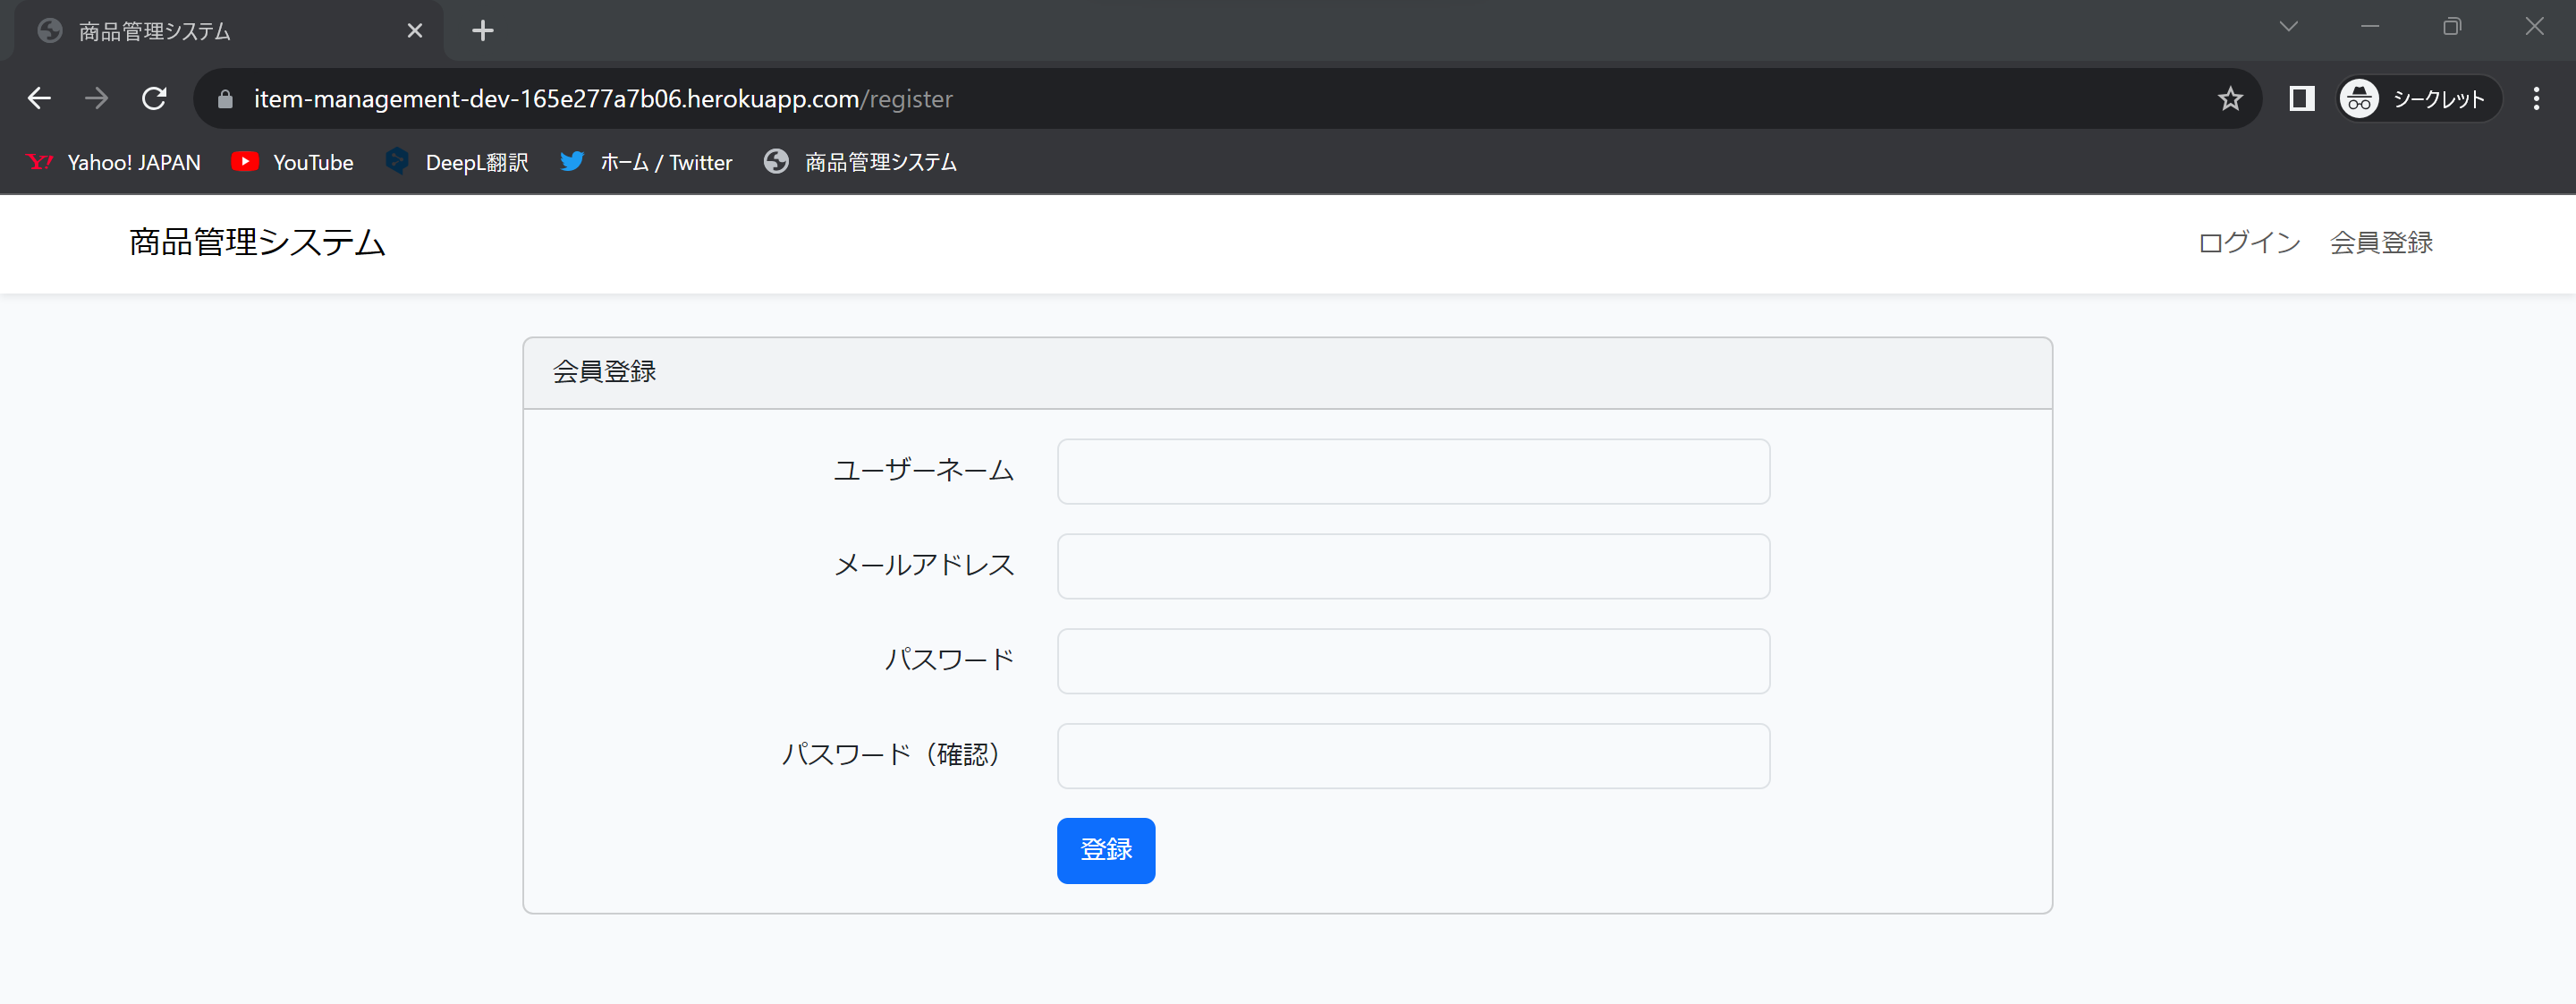 商品管理システム
item-management-dev-165e277a7b06.herokuapp.com/register
シークレット
Yahoo! JAPAN YouTube DeepL翻訳 ホーム / Twitter 商品管理システム
商品管理システム ログイン 会員登録
会員登録
ユーザーネーム
メールアドレス
パスワード
パスワード（確認）
登録